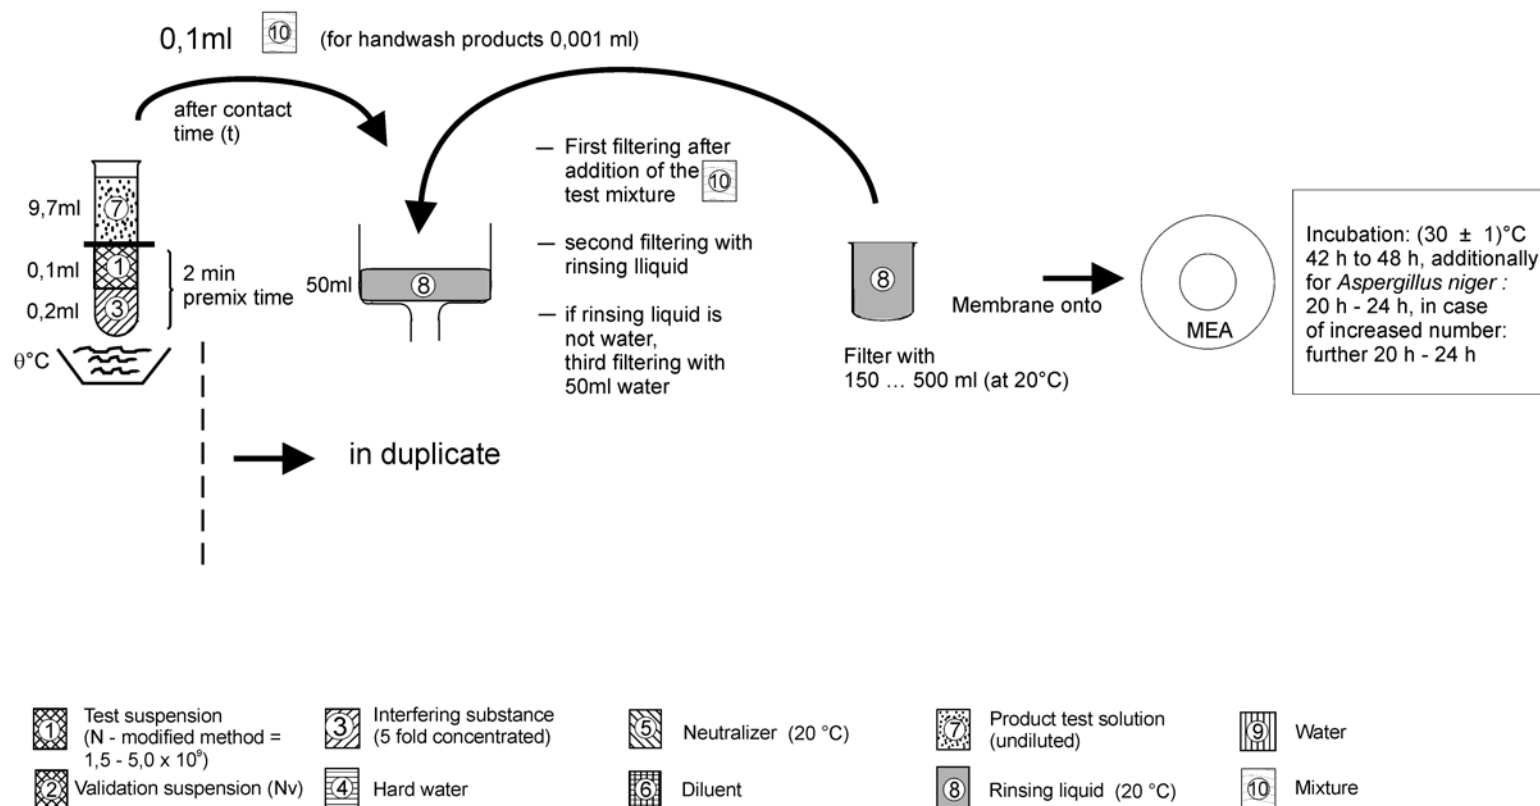 0,1ml 10 (for handwash products 0,001 ml)
after contact
time (t)
9,7ml 7
0,1ml 1
0,2ml 3
2 min
premix time
θ°C
50ml 8
— First filtering after
addition of the
test mixture 10
— second filtering with
rinsing Lliquid
— if rinsing liquid is
not water,
third filtering with
50ml water
8
Filter with
150 ... 500 ml (at 20°C)
Membrane onto
MEA
Incubation: (30 ± 1)°C
42 h to 48 h, additionally
for Aspergillus niger :
20 h - 24 h, in case
of increased number:
further 20 h - 24 h
in duplicate
1 Test suspension
(N - modified method =
1,5 - 5,0 x 10⁹)
2 Validation suspension (Nv)
3 Interfering substance
(5 fold concentrated)
4 Hard water
5 Neutralizer (20 °C)
6 Diluent
7 Product test solution
(undiluted)
8 Rinsing liquid (20 °C)
9 Water
10 Mixture